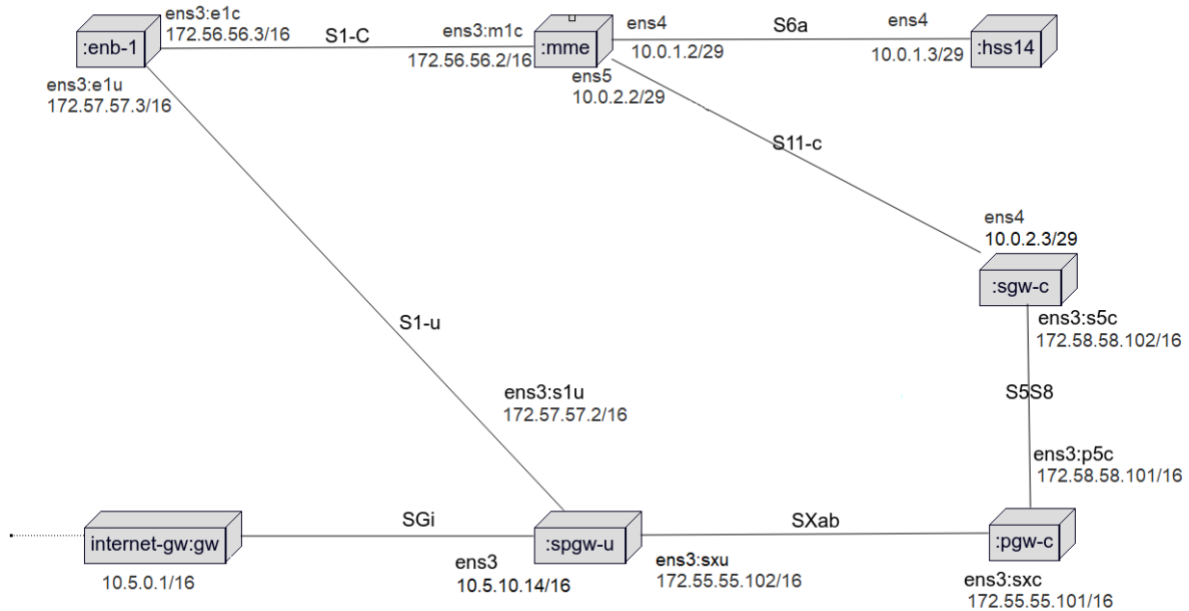 ens3:e1c
172.56.56.3/16
:enb-1
S1-C
ens3:m1c
172.56.56.2/16
:mme
ens4
10.0.1.2/29
S6a
ens4
10.0.1.3/29
:hss14
ens3:e1u
172.57.57.3/16
ens5
10.0.2.2/29
S11-c
ens4
10.0.2.3/29
:sgw-c
ens3:s5c
172.58.58.102/16
S1-u
ens3:s1u
172.57.57.2/16
S5S8
ens3:p5c
172.58.58.101/16
internet-gw:gw
10.5.0.1/16
SGi
:spgw-u
ens3
10.5.10.14/16
ens3:sxu
172.55.55.102/16
SXab
:pgw-c
ens3:sxc
172.55.55.101/16